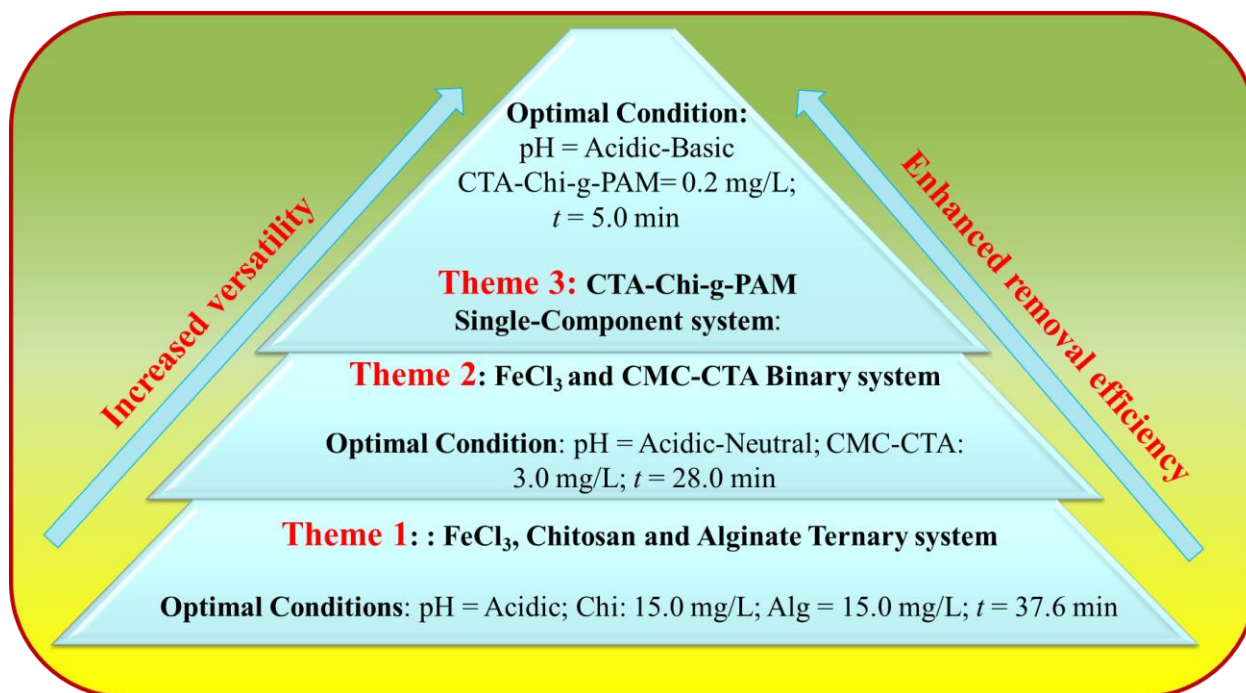 Optimal Condition:
pH = Acidic-Basic
CTA-Chi-g-PAM= 0.2 mg/L;
t = 5.0 min
Theme 3: CTA-Chi-g-PAM
Single-Component system:
Increased versatility
Enhanced removal efficiency
Theme 2: FeCl₃ and CMC-CTA Binary system
Optimal Condition: pH = Acidic-Neutral; CMC-CTA:
3.0 mg/L; t = 28.0 min
Theme 1: : FeCl₃, Chitosan and Alginate Ternary system
Optimal Conditions: pH = Acidic; Chi: 15.0 mg/L; Alg = 15.0 mg/L; t = 37.6 min